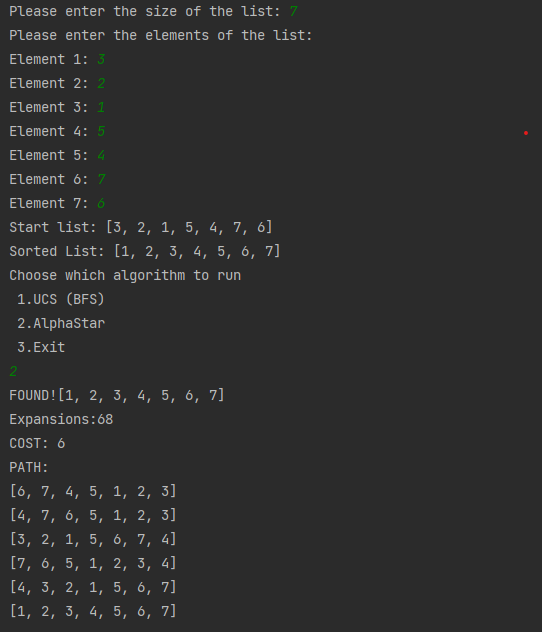 Please enter the size of the list: 7
Please enter the elements of the list:
Element 1: 3
Element 2: 2
Element 3: 1
Element 4: 5
Element 5: 4
Element 6: 7
Element 7: 6
Start list: [3, 2, 1, 5, 4, 7, 6]
Sorted List: [1, 2, 3, 4, 5, 6, 7]
Choose which algorithm to run
1.UCS (BFS)
2.AlphaStar
3.Exit
2
FOUND![1, 2, 3, 4, 5, 6, 7]
Expansions:68
COST: 6
PATH:
[6, 7, 4, 5, 1, 2, 3]
[4, 7, 6, 5, 1, 2, 3]
[3, 2, 1, 5, 6, 7, 4]
[7, 6, 5, 1, 2, 3, 4]
[4, 3, 2, 1, 5, 6, 7]
[1, 2, 3, 4, 5, 6, 7]